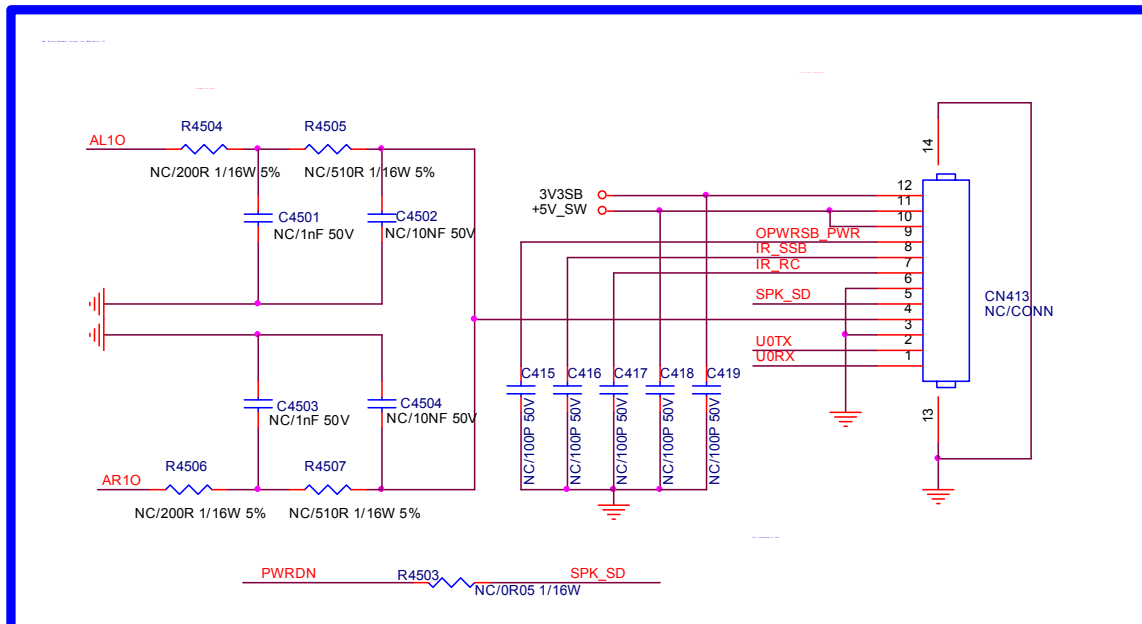 R4504
R4505
AL1O
NC/200R 1/16W 5%
NC/510R 1/16W 5%
C4501
NC/1nF 50V
C4502
NC/10NF 50V
C4503
NC/1nF 50V
C4504
NC/10NF 50V
R4506
R4507
AR1O
NC/200R 1/16W 5%
NC/510R 1/16W 5%
PWRDN
R4503
SPK_SD
NC/0R05 1/16W
3V3SB
+5V_SW
OPWRSB_PWR
IR_SSB
IR_RC
SPK_SD
U0TX
U0RX
C415
C416
C417
C418
C419
NC/100P 50V
NC/100P 50V
NC/100P 50V
NC/100P 50V
NC/100P 50V
14
12
11
10
9
8
7
6
5
4
3
2
1
13
CN413
NC/CONN